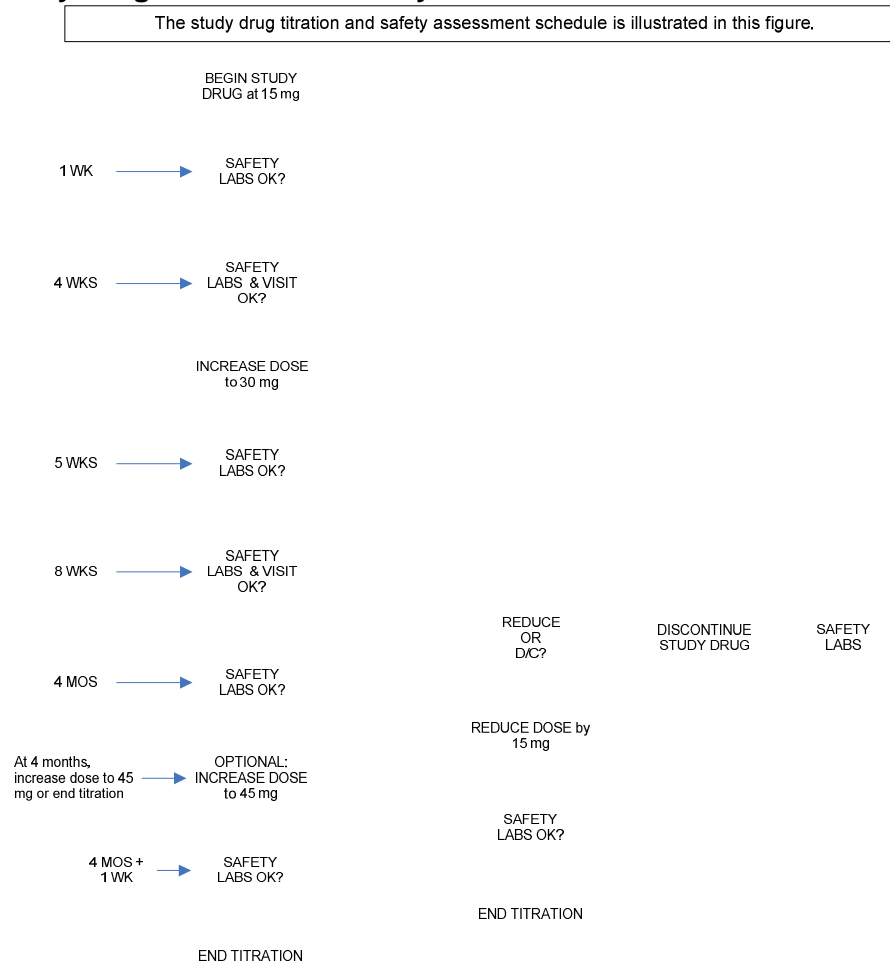 The study drug titration and safety assessment schedule is illustrated in this figure.
BEGIN STUDY
DRUG at 15 mg
1 WK
SAFETY
LABS OK?
4 WKS
SAFETY
LABS & VISIT
OK?
INCREASE DOSE
to 30 mg
5 WKS
SAFETY
LABS OK?
8 WKS
SAFETY
LABS & VISIT
OK?
REDUCE
OR
D/C?
DISCONTINUE
STUDY DRUG
SAFETY
LABS
4 MOS
SAFETY
LABS OK?
REDUCE DOSE by
15 mg
At 4 months,
increase dose to 45
mg or end titration
OPTIONAL:
INCREASE DOSE
to 45 mg
SAFETY
LABS OK?
4 MOS +
1 WK
SAFETY
LABS OK?
END TITRATION
END TITRATION